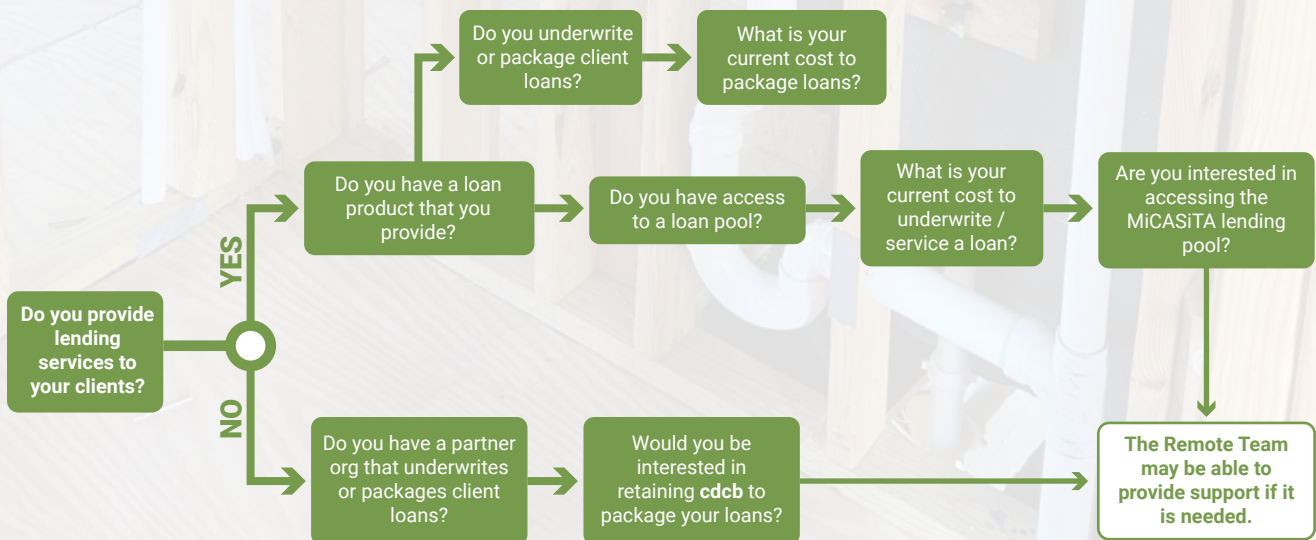 Do you provide
lending
services to
your clients?
YES
Do you have a loan
product that you
provide?
Do you underwrite
or package client
loans?
What is your
current cost to
package loans?
Do you have access
to a loan pool?
What is your
current cost to
underwrite /
service a loan?
Are you interested in
accessing the
MiCASiTA lending
pool?
NO
Do you have a partner
org that underwrites
or packages client
loans?
Would you be
interested in
retaining cdcb to
package your loans?
The Remote Team
may be able to
provide support if it
is needed.